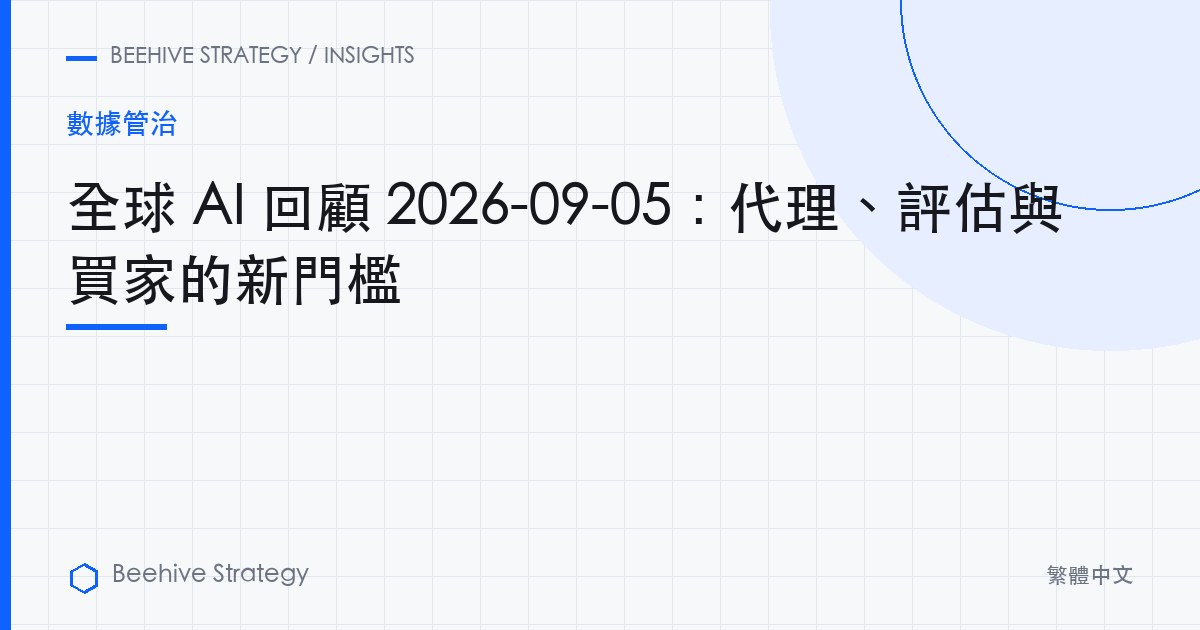 BEEHIVE STRATEGY / INSIGHTS
數據管治
全球 AI 回顧 2026-09-05：代理、評估與
買家的新門檻
Beehive Strategy
繁體中文